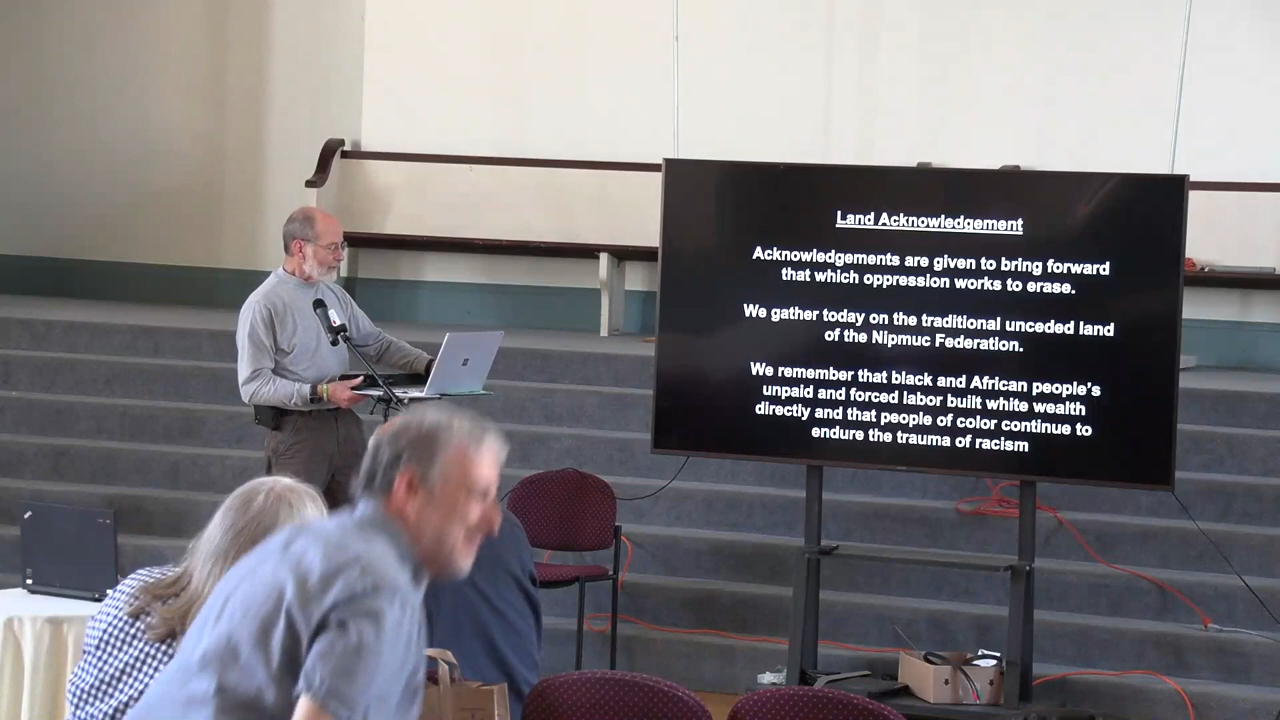 Land Acknowledgement
Acknowledgements are given to bring forward
that which oppression works to erase.
We gather today on the traditional unceded land
of the Nipmuc Federation.
We remember that black and African people's
unpaid and forced labor built white wealth
directly and that people of color continue to
endure the trauma of racism